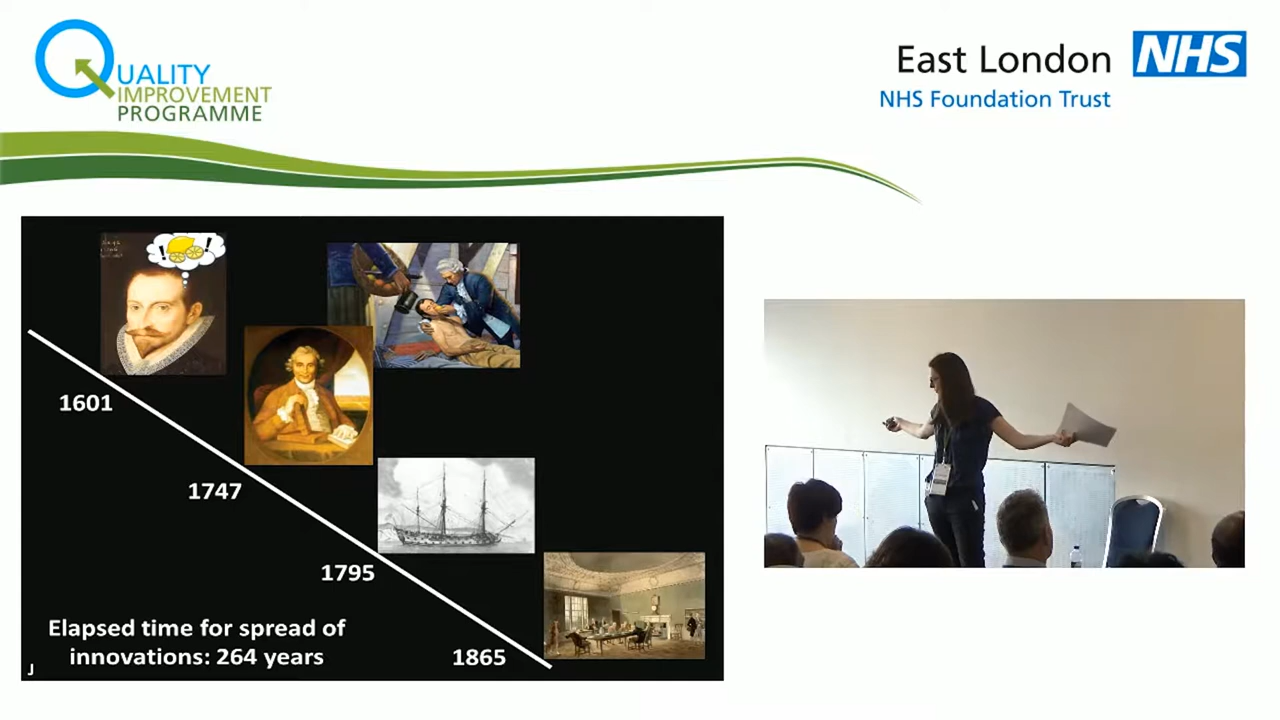 QUALITY
IMPROVEMENT
PROGRAMME
East London
NHS
NHS Foundation Trust
! !
1601
1747
1795
1865
Elapsed time for spread of
innovations: 264 years
J